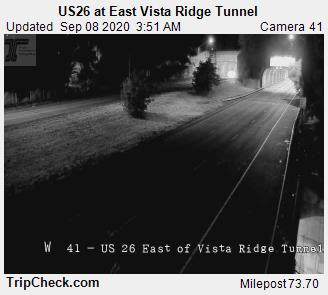 US26 at East Vista Ridge Tunnel
Updated Sep 08 2020 3:51 AM Camera 41
W 41 - US 26 East of Vista Ridge Tunnel
TripCheck.com Milepost 73.70